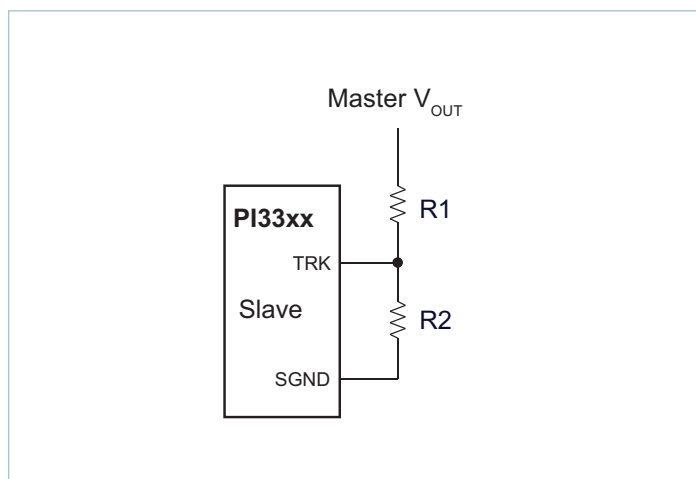 Master VOUT
R1
PI33xx
TRK
Slave
R2
SGND